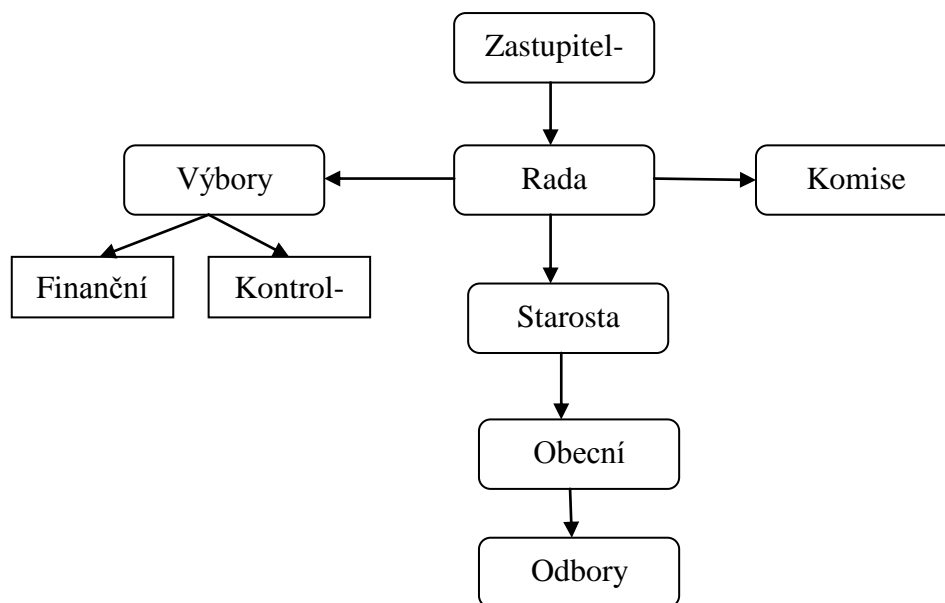 Zastupitel-
Výbory
Rada
Komise
Finanční
Kontrol-
Starosta
Obecní
Odbory